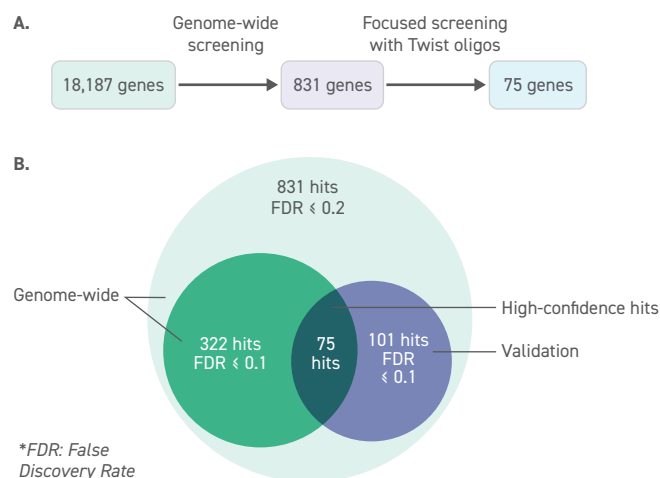 A.
Genome-wide
screening
Focused screening
with Twist oligos
18,187 genes
831 genes
75 genes
B.
831 hits
FDR ≤ 0.2
Genome-wide
322 hits
FDR ≤ 0.1
75
hits
101 hits
FDR
≤ 0.1
High-confidence hits
Validation
*FDR: False
Discovery Rate